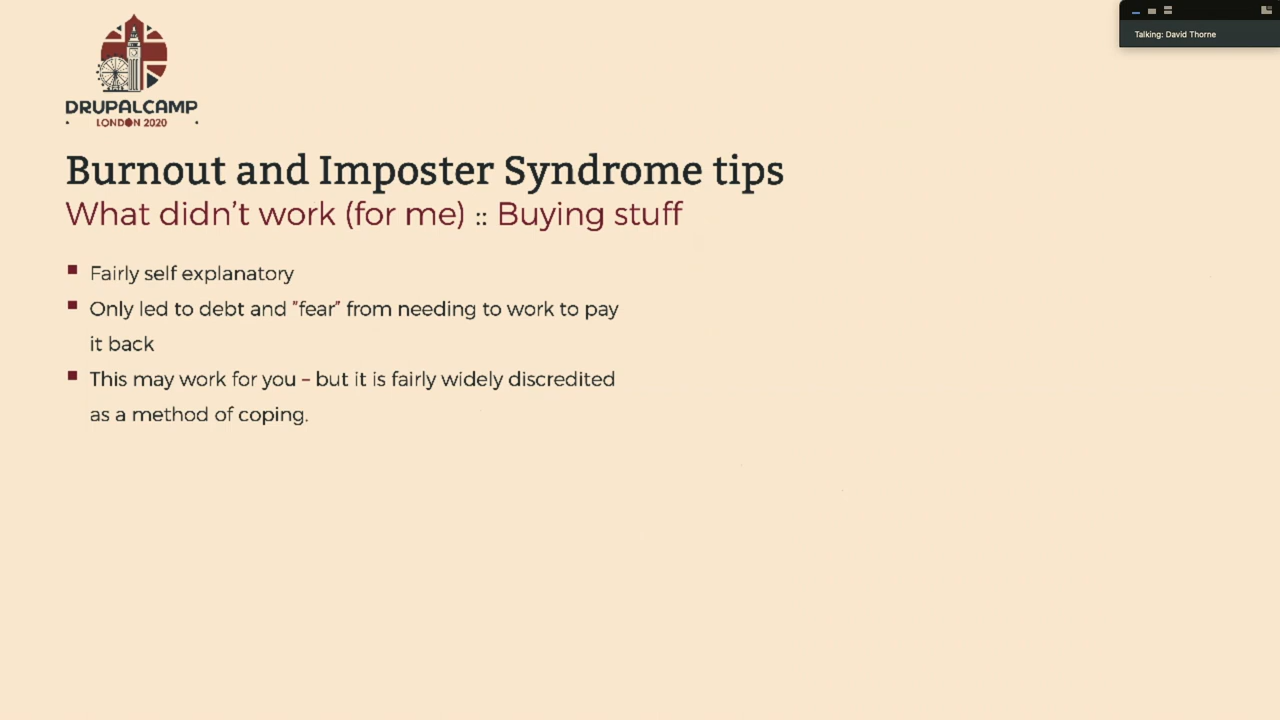 Talking: David Thorne
DRUPALCAMP
LONDON 2020
Burnout and Imposter Syndrome tips
What didn't work (for me) :: Buying stuff
Fairly self explanatory
Only led to debt and "fear" from needing to work to pay
it back
This may work for you – but it is fairly widely discredited
as a method of coping.